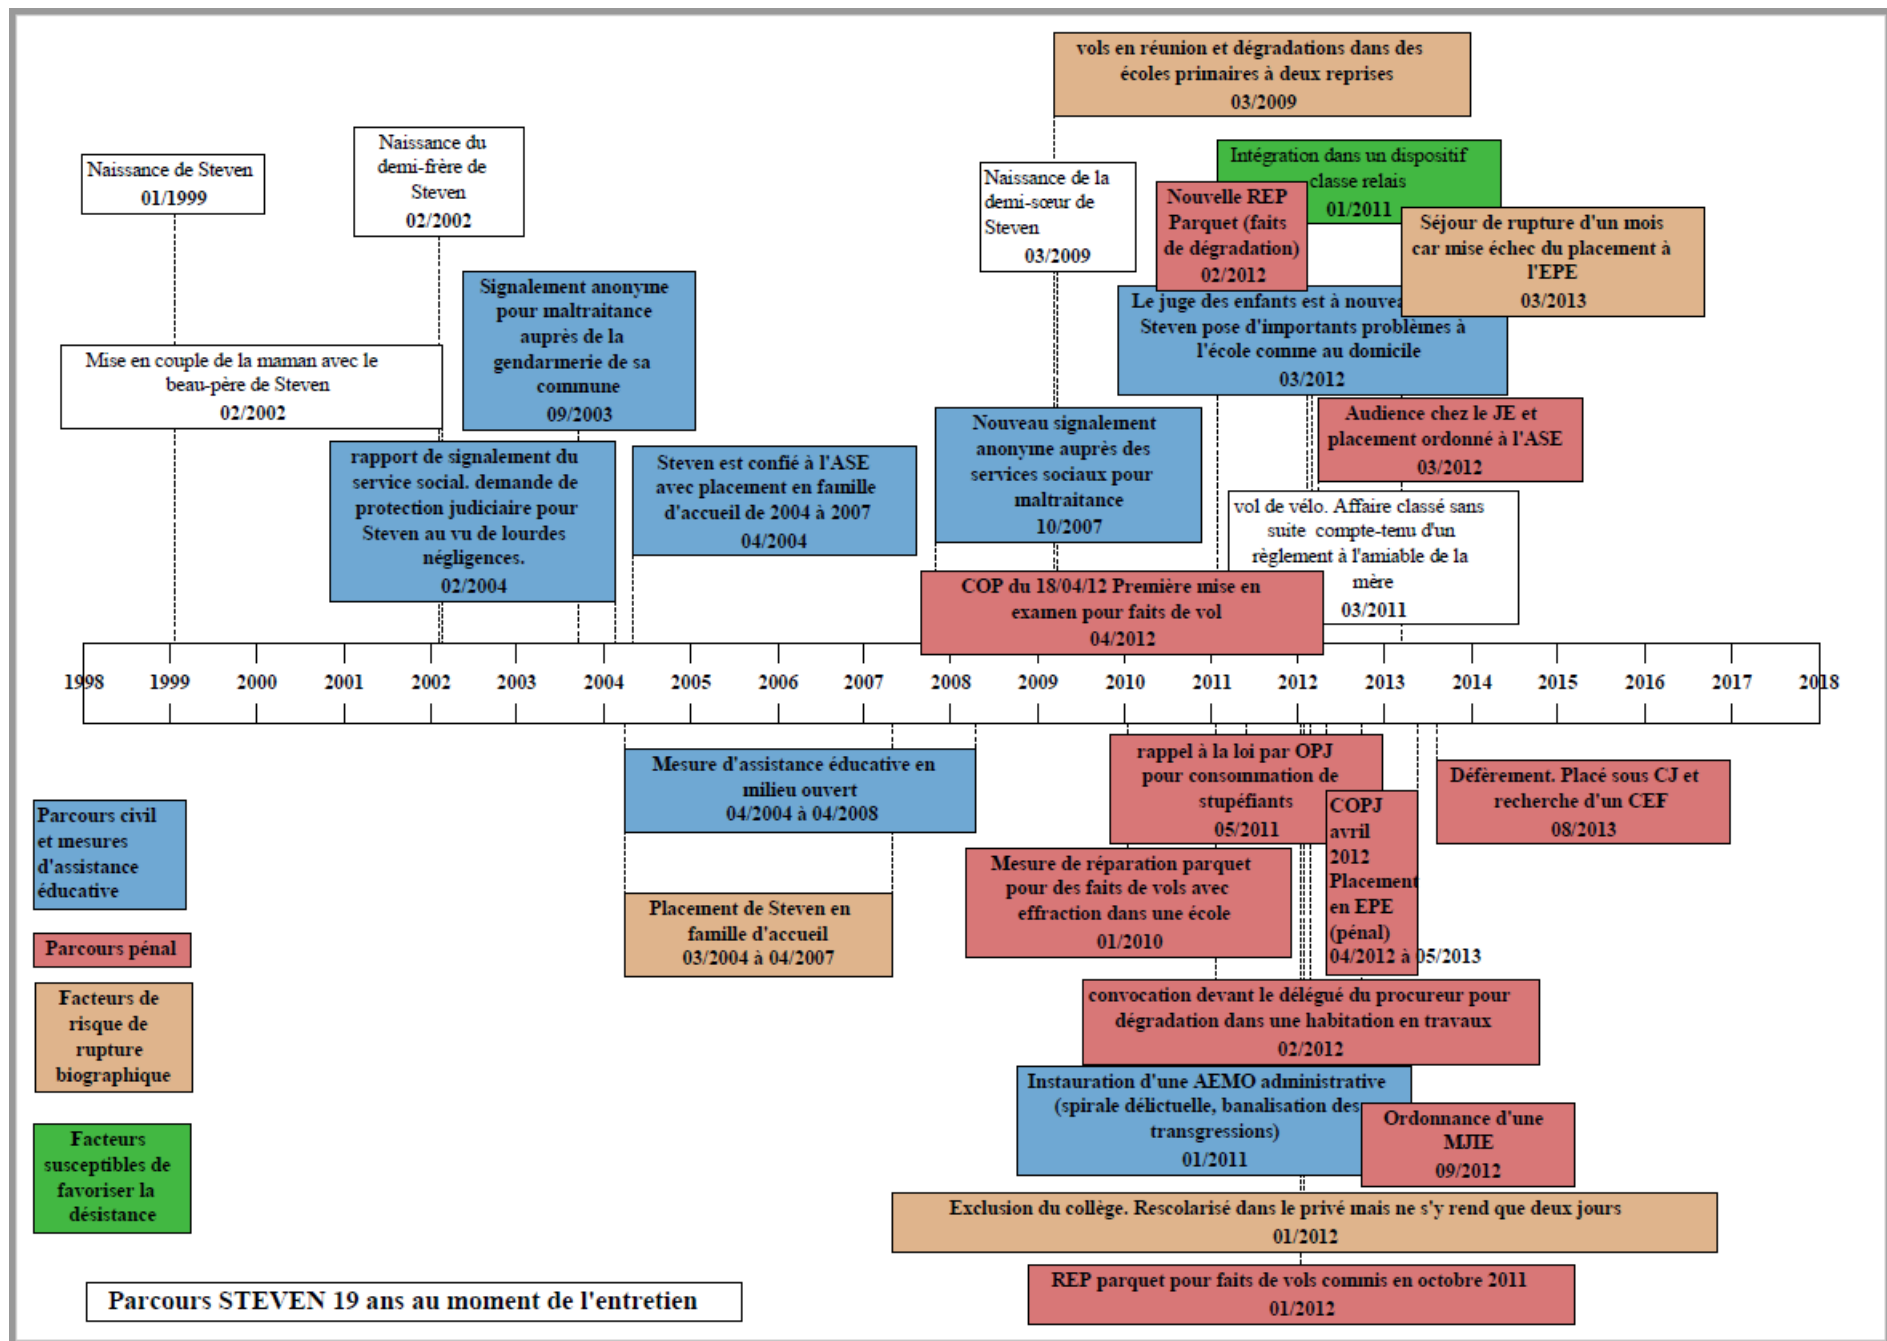 vols en réunion et dégradations dans des
écoles primaires à deux reprises
03/2009
Naissance de Steven
01/1999
Naissance du
demi-frère de
Steven
02/2002
Naissance de la
demi-sœur de
Steven
03/2009
Intégration dans un dispositif
classe relais
01/2011
Nouvelle REP
Parquet (faits
de dégradation)
02/2012
Séjour de rupture d'un mois
car mise échec du placement à
l'EPE
03/2013
Signalement anonyme
pour maltraitance
auprès de la
gendarmerie de sa
commune
09/2003
Le juge des enfants est à
Steven pose d'importants problèmes à
l'école comme au domicile
03/2012
Mise en couple de la maman avec le
beau-père de Steven
02/2002
Audience chez le JE et
placement ordonné à l'ASE
03/2012
Nouveau signalement
anonyme auprès des
services sociaux pour
maltraitance
10/2007
rapport de signalement du
service social. demande de
protection judiciaire pour
Steven au vu de lourdes
négligences.
02/2004
Steven est confié à l'ASE
avec placement en famille
d'accueil de 2004 à 2007
04/2004
vol de vélo. Affaire classé sans
suite compte-tenu d'un
règlement à l'amiable de la
mère
03/2011
COP du 18/04/12 Première mise en
examen pour faits de vol
04/2012
1998 1999 2000 2001 2002 2003 2004 2005 2006 2007 2008 2009 2010 2011 2012 2013 2014 2015 2016 2017 2018
Mesure d'assistance éducative en
milieu ouvert
04/2004 à 04/2008
rappel à la loi par OPJ
pour consommation de
stupéfiants
05/2011
COPJ
avril
2012
Placement
en EPE
(pénal)
04/2012 à 05/2013
Défèrement. Placé sous CJ et
recherche d'un CEF
08/2013
Mesure de réparation parquet
pour des faits de vols avec
effraction dans une école
01/2010
Placement de Steven en
famille d'accueil
03/2004 à 04/2007
convocation devant le délégué du procureur pour
dégradation dans une habitation en travaux
02/2012
Instauration d'une AEMO administrative
(spirale délictuelle, banalisation des
transgressions)
01/2011
Ordonnance d'une
MJIE
09/2012
Exclusion du collège. Rescolarisé dans le privé mais ne s'y rend que deux jours
01/2012
REP parquet pour faits de vols commis en octobre 2011
01/2012
Parcours civil
et mesures
d'assistance
éducative
Parcours pénal
Facteurs de
risque de
rupture
biographique
Facteurs
susceptibles de
favoriser la
désistance
Parcours STEVEN 19 ans au moment de l'entretien